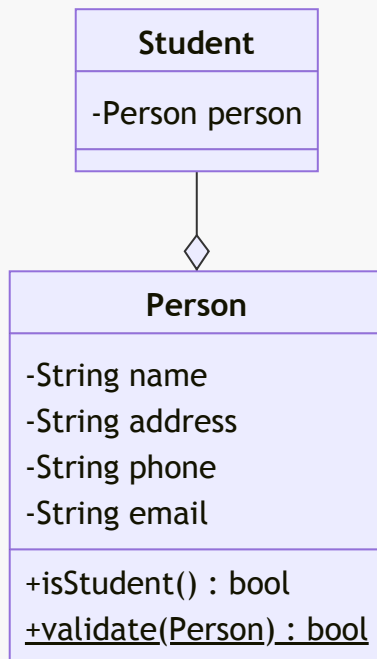 Student
-Person person
Person
-String name
-String address
-String phone
-String email
+isStudent() : bool
+validate(Person) : bool